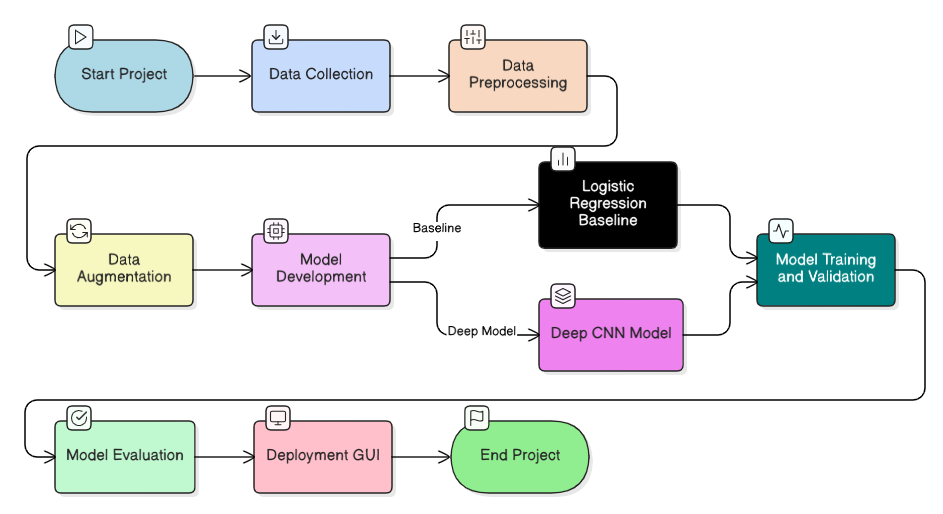 Start Project
Data Collection
Data
Preprocessing
Logistic
Regression
Baseline
Baseline
Data
Augmentation
Model
Development
Model Training
and Validation
Deep Model
Deep CNN Model
Model Evaluation
Deployment GUI
End Project